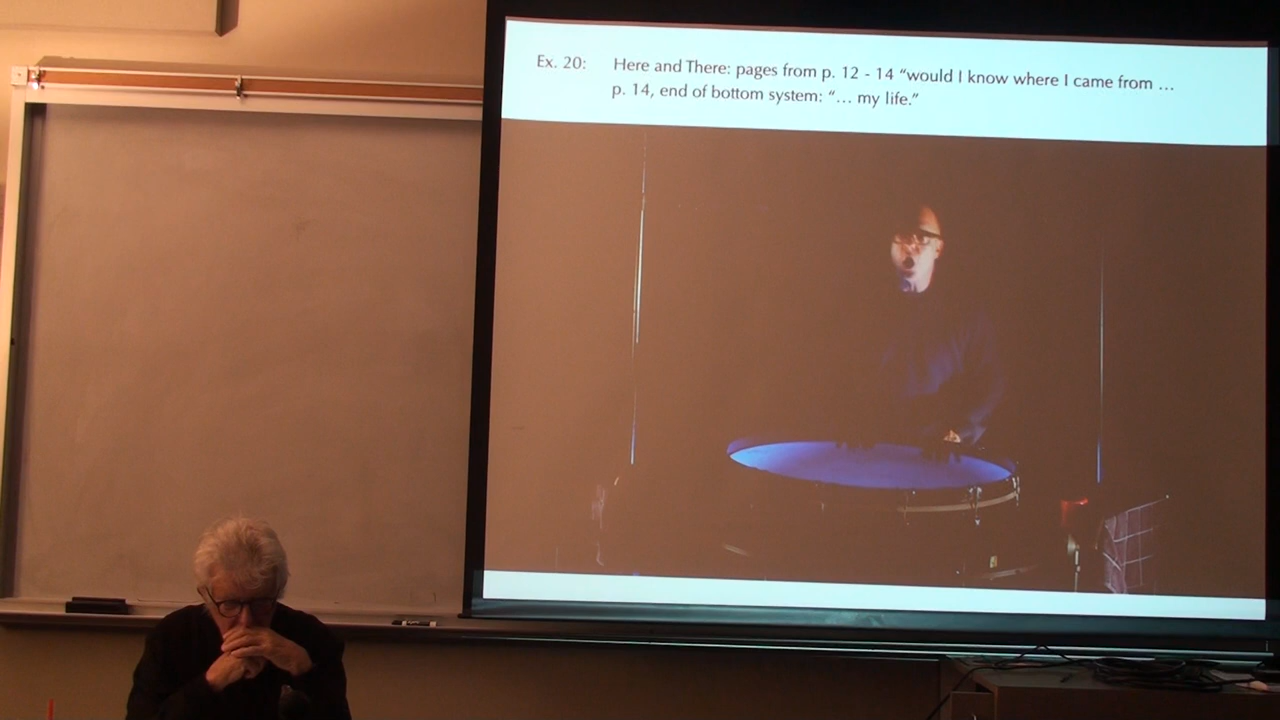 Ex. 20: Here and There: pages from p. 12 - 14 “would I know where I came from …
p. 14, end of bottom system: “… my life.”